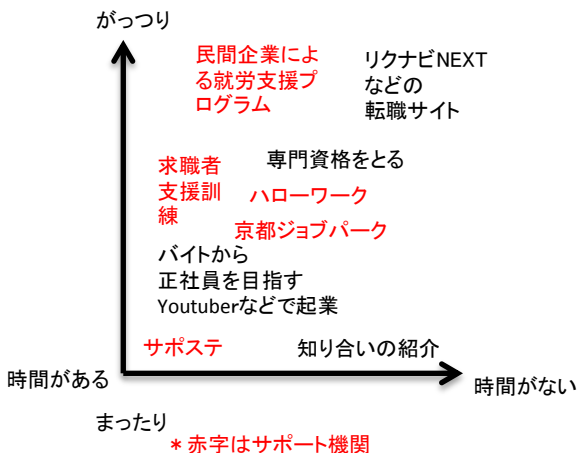 がっつり
民間企業によ
る就労支援プ
ログラム
リクナビNEXT
などの
転職サイト
専門資格をとる
求職者
支援訓
練
ハローワーク
京都ジョブパーク
バイトから
正社員を目指す
Youtuberなどで起業
サポステ
知り合いの紹介
時間がある
時間がない
まったり
＊赤字はサポート機関